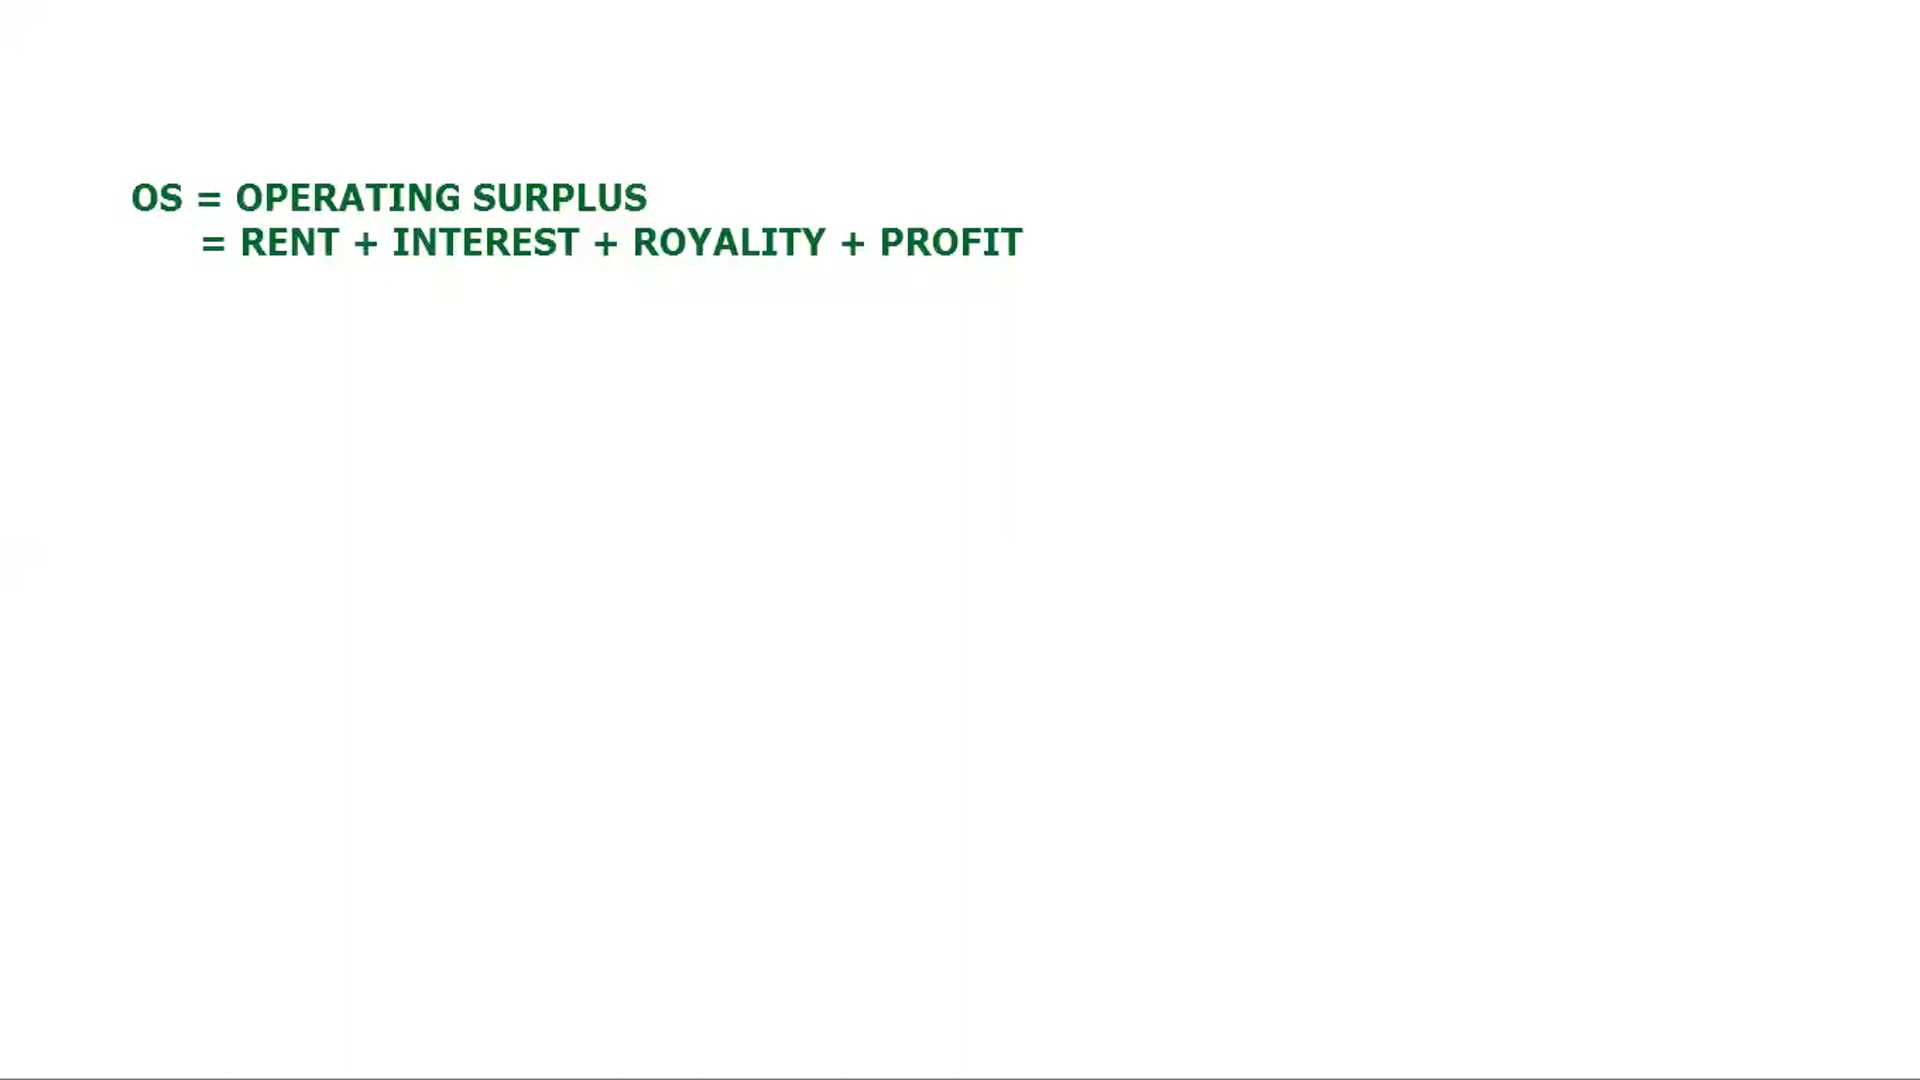 OS = OPERATING SURPLUS
= RENT + INTEREST + ROYALITY + PROFIT